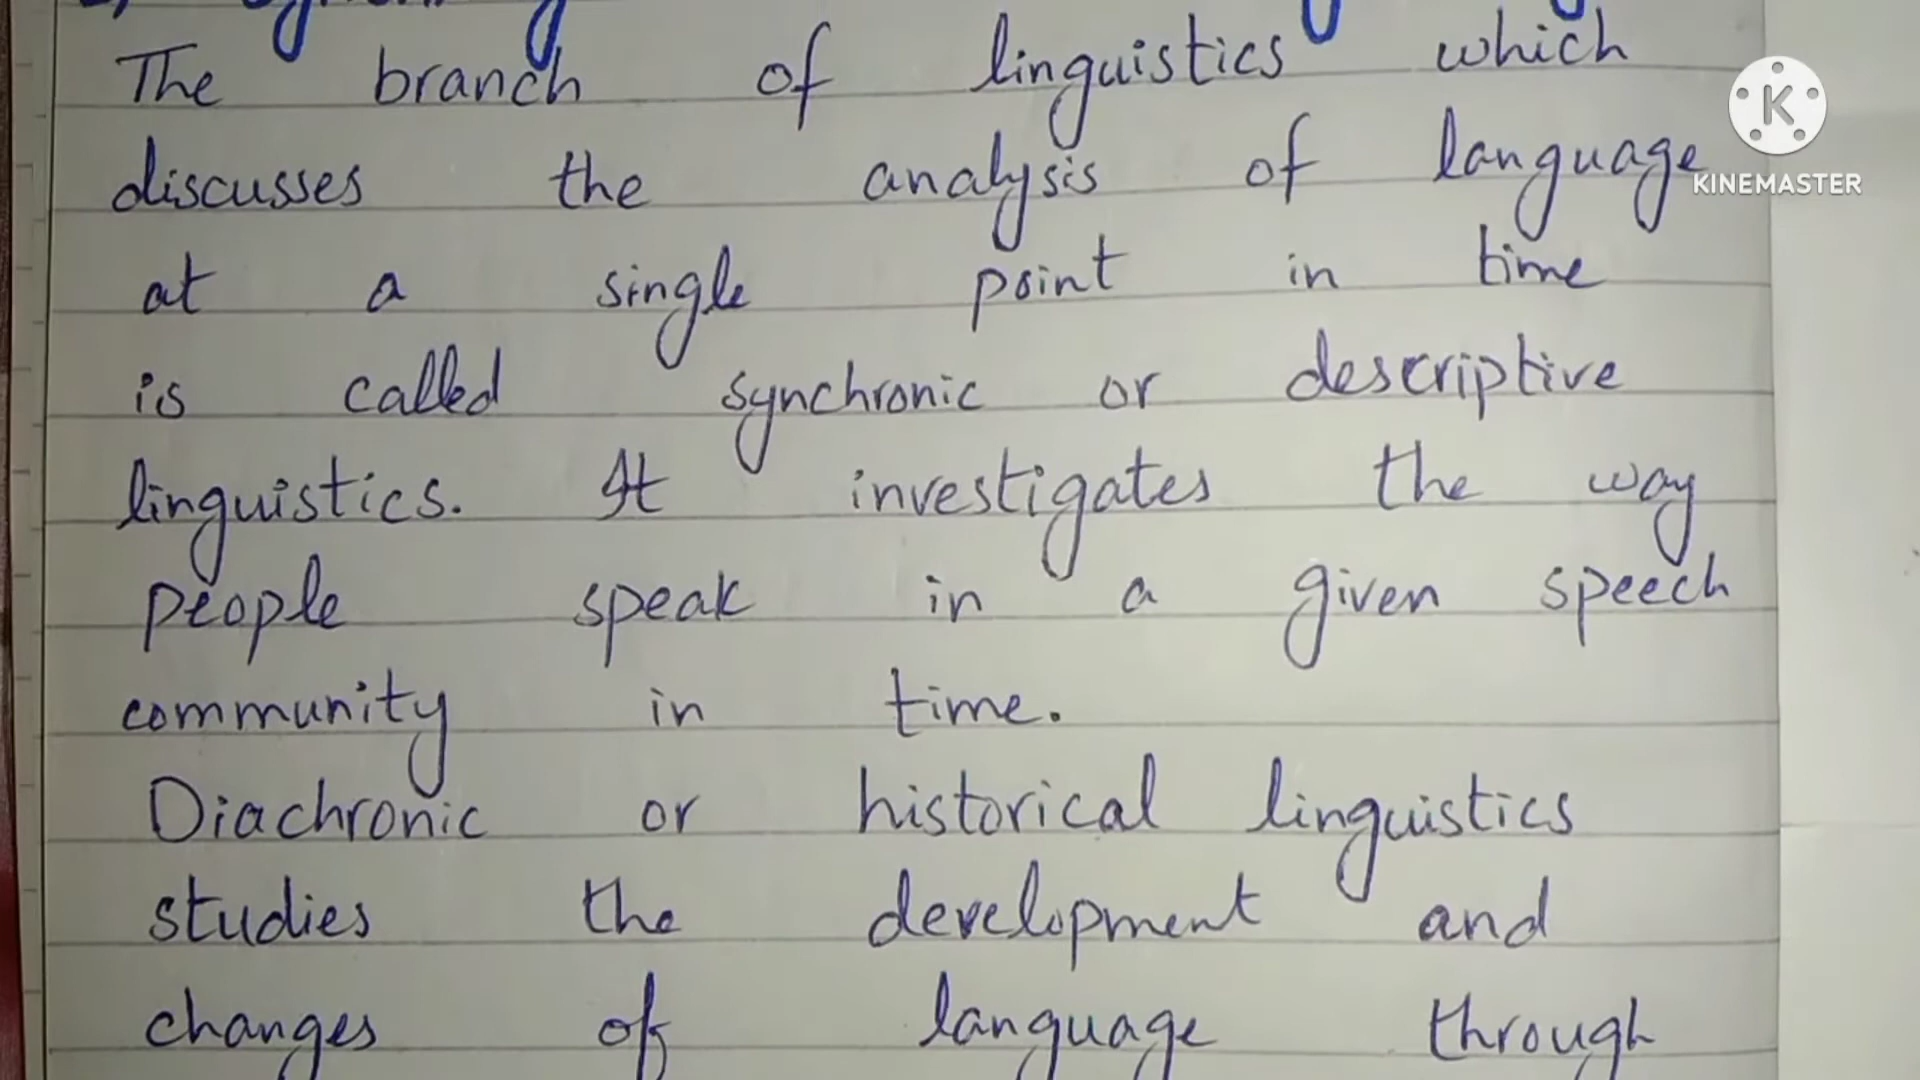 The branch of linguistics which
discusses the analysis of language
at a single point in time
is called synchronic or descriptive
linguistics. It investigates the way
people speak in a given speech
community in time.
Diachronic or historical linguistics
studies the development and
changes of language through
K
KINEMASTER